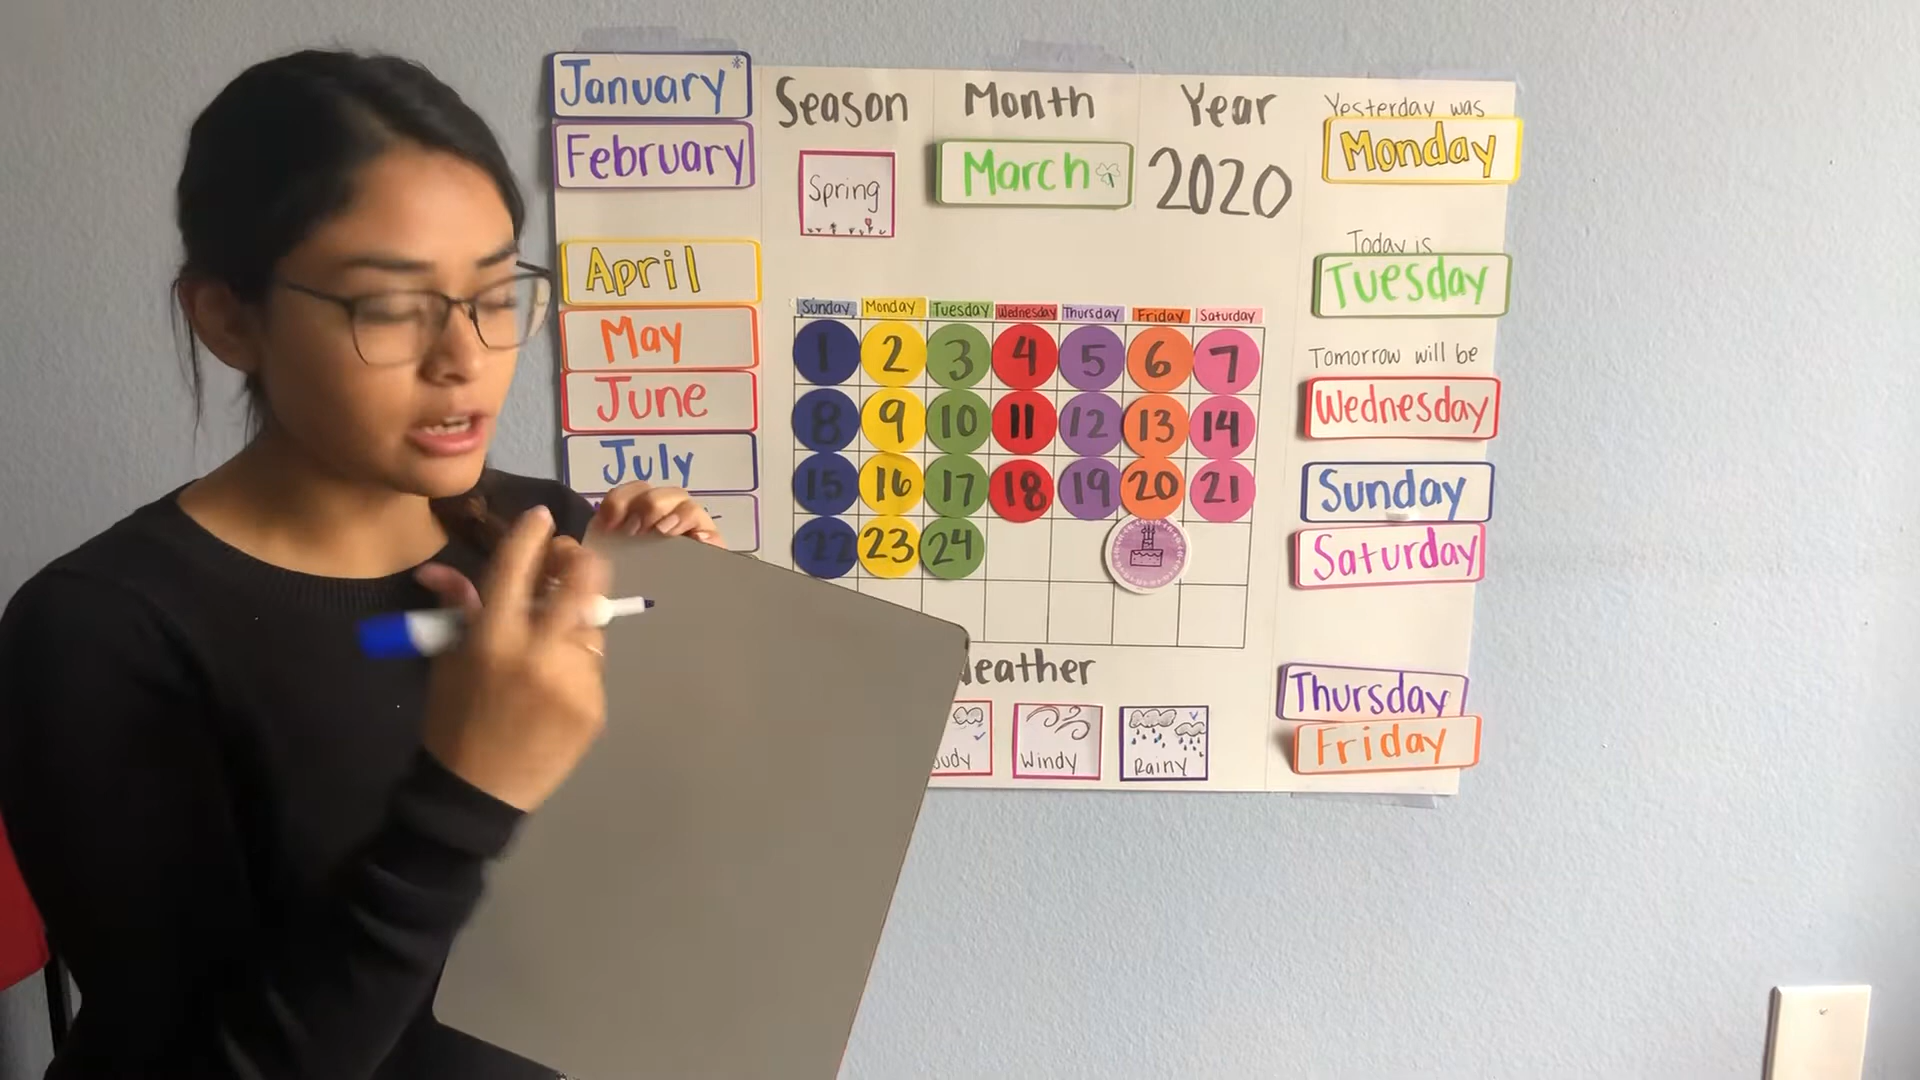 January
February
April
May
June
July
Season
Month
Year
Spring
March
2020
Sunday Monday Tuesday Wednesday Thursday Friday Saturday
1 2 3 4 5 6 7
8 9 10 11 12 13 14
15 16 17 18 19 20 21
22 23 24
Windy
Rainy
Yesterday was
Monday
Today is
Tuesday
Tomorrow will be
Wednesday
Sunday
Saturday
Thursday
Friday